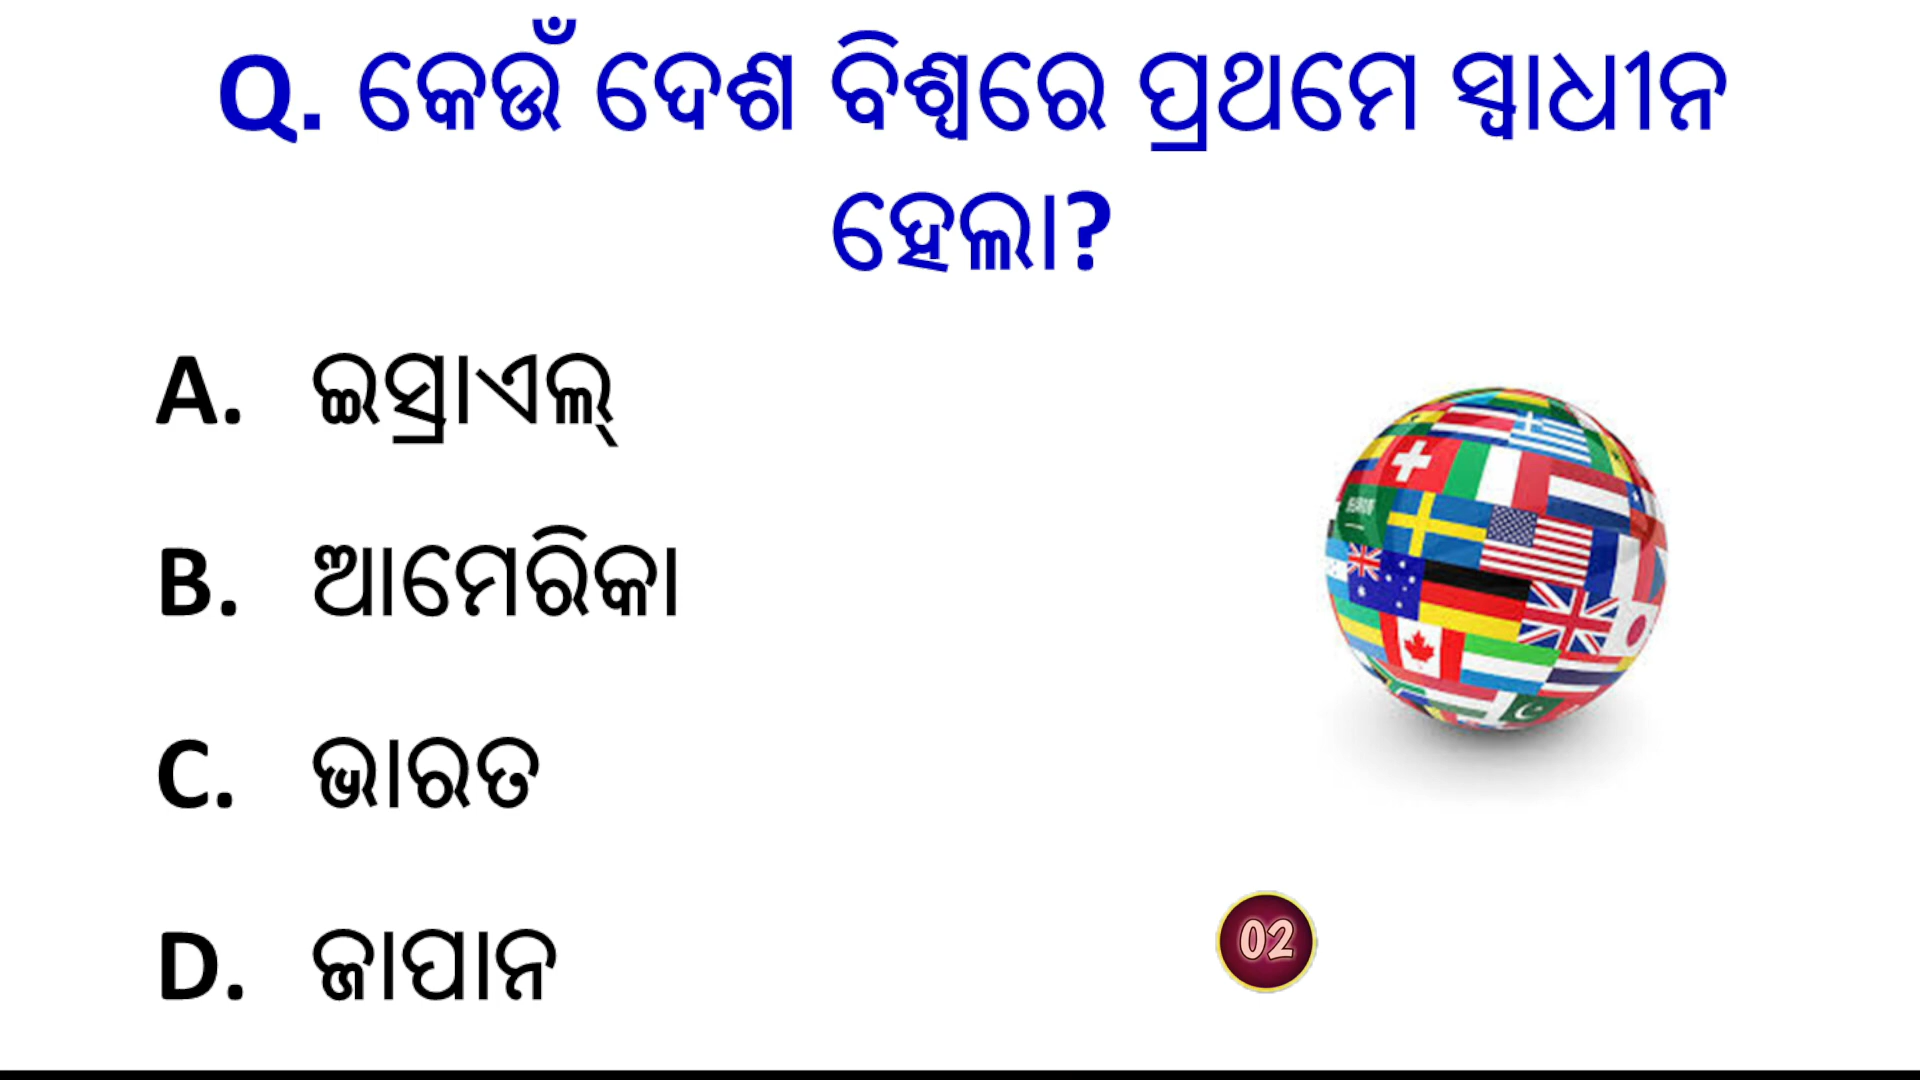 Q. କେଉଁ ଦେଶ ବିଶ୍ୱରେ ପ୍ରଥମେ ସ୍ୱାଧୀନ
ହେଲା?
A. ଇସ୍ରାଏଲ୍
B. ଆମେରିକା
C. ଭାରତ
D. ଜାପାନ
02